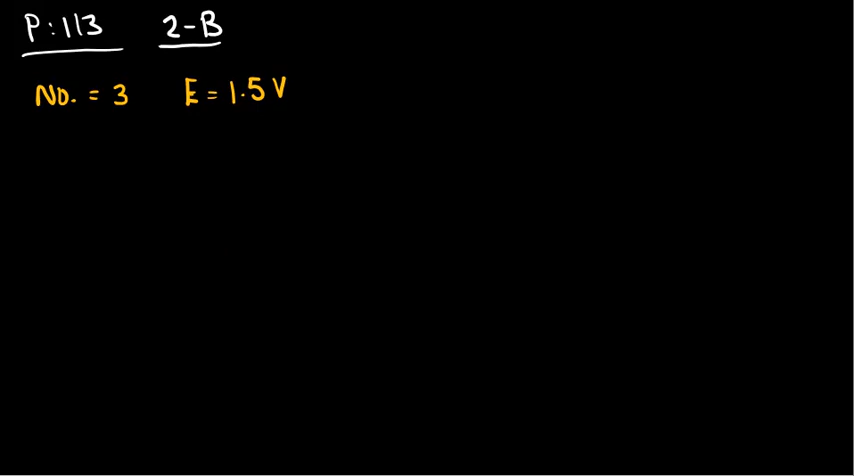 P:113 2-B
No. = 3 E = 1.5 V